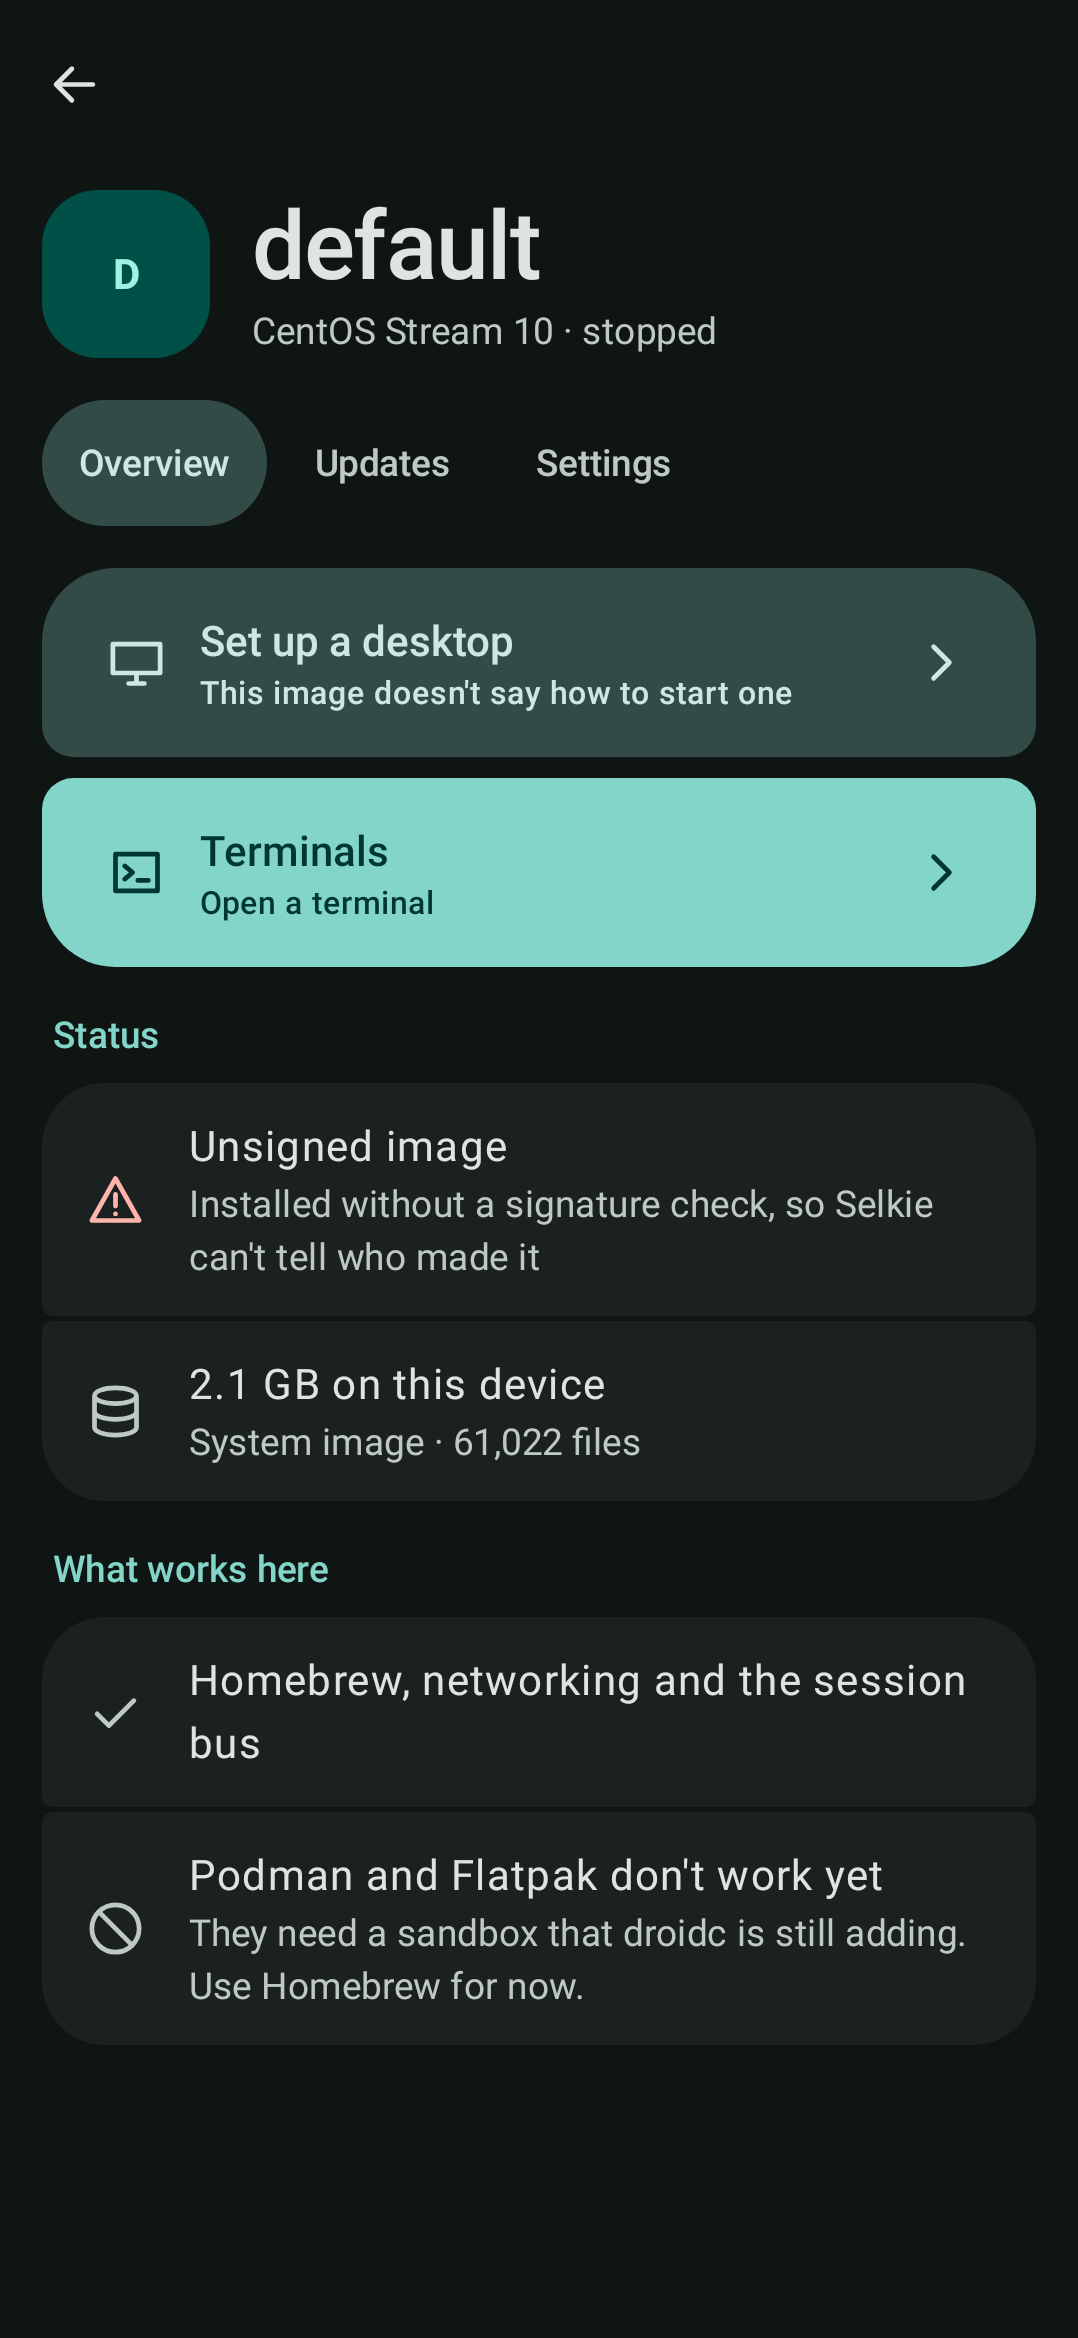 D
default
CentOS Stream 10 · stopped
Overview
Updates
Settings
Set up a desktop
This image doesn't say how to start one
Terminals
Open a terminal
Status
Unsigned image
Installed without a signature check, so Selkie
can't tell who made it
2.1 GB on this device
System image · 61,022 files
What works here
Homebrew, networking and the session
bus
Podman and Flatpak don't work yet
They need a sandbox that droidc is still adding.
Use Homebrew for now.